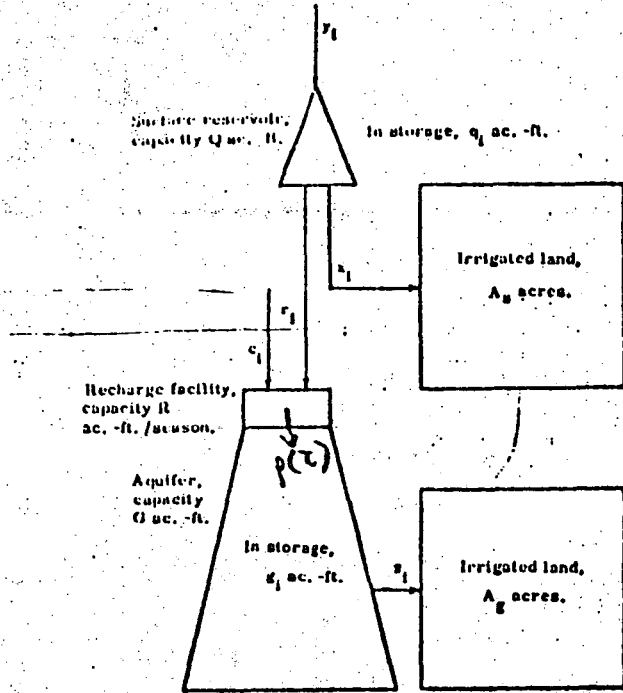 y_i
Surface reservoir,
capacity Q ac. -ft.
In storage, q_i ac. -ft.
Irrigated land,
A_s acres.
x_i
r_i
c_i
Recharge facility,
capacity R
ac. -ft. /season.
p(τ)
Aquifer,
capacity
G ac. -ft.
In storage,
g_i ac. -ft.
z_i
Irrigated land,
A_g acres.